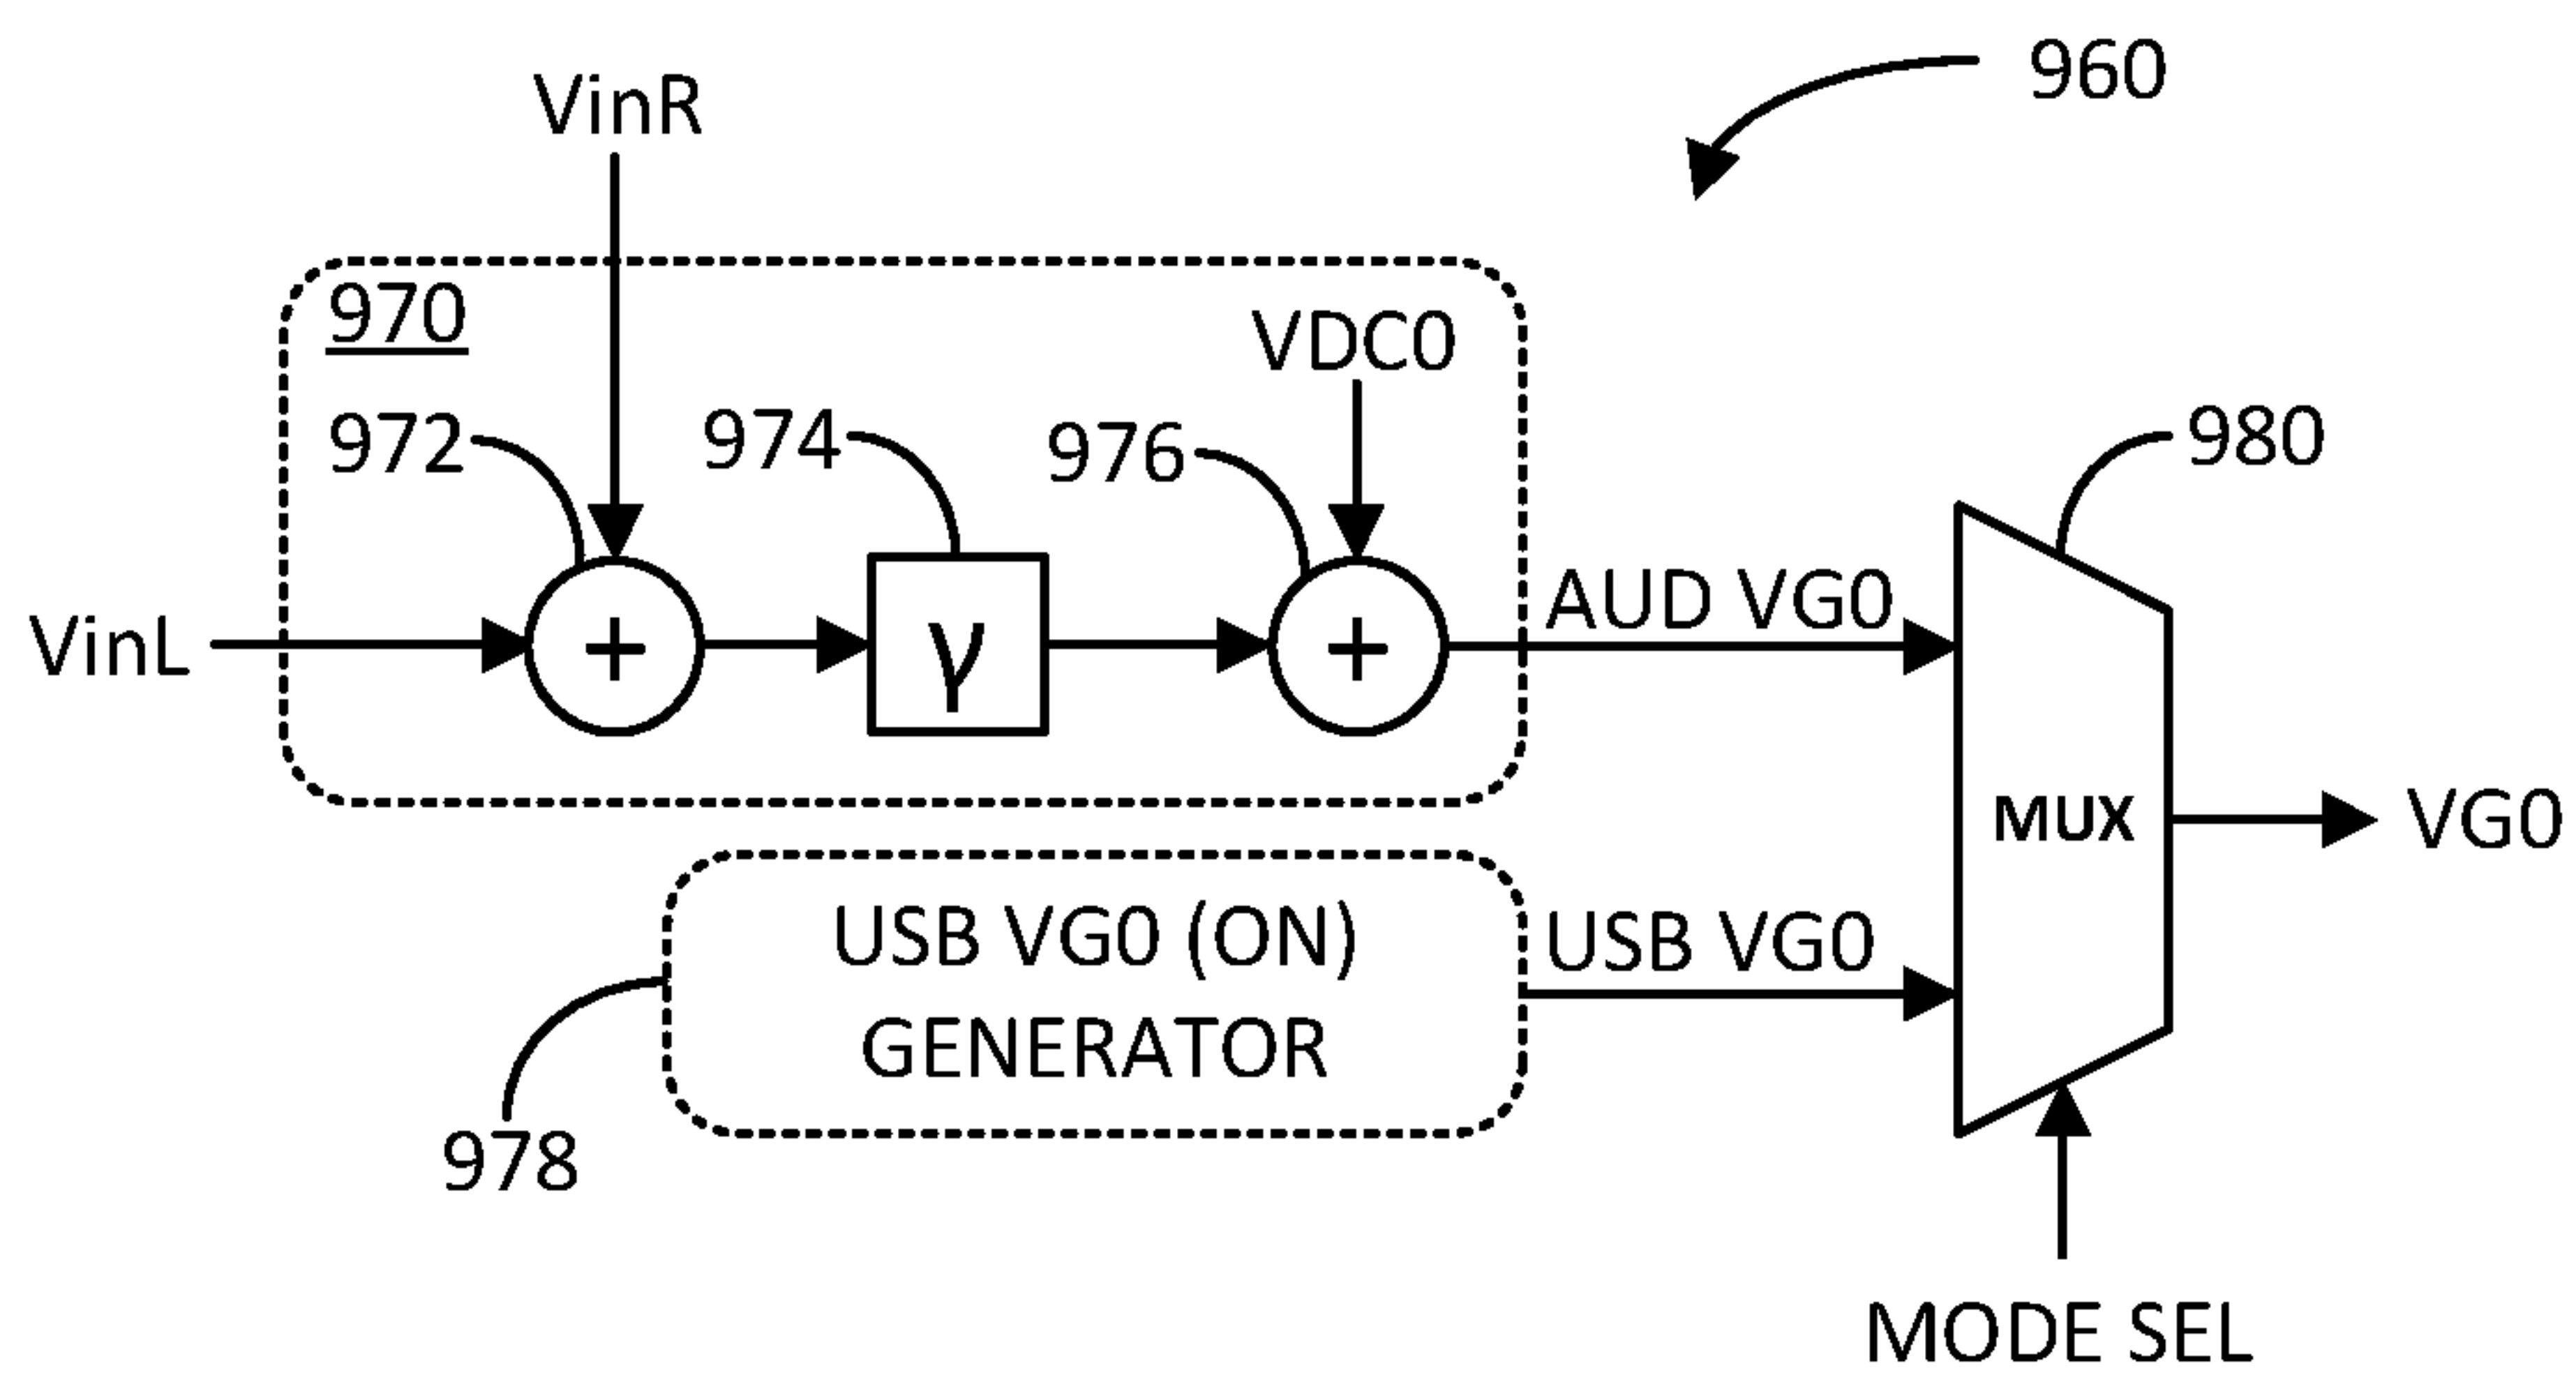 960
VinR
970
VDC0
972
974
976
980
+
γ
+
VinL
AUD VG0
MUX
VG0
USB VG0 (ON)
GENERATOR
USB VG0
978
MODE SEL